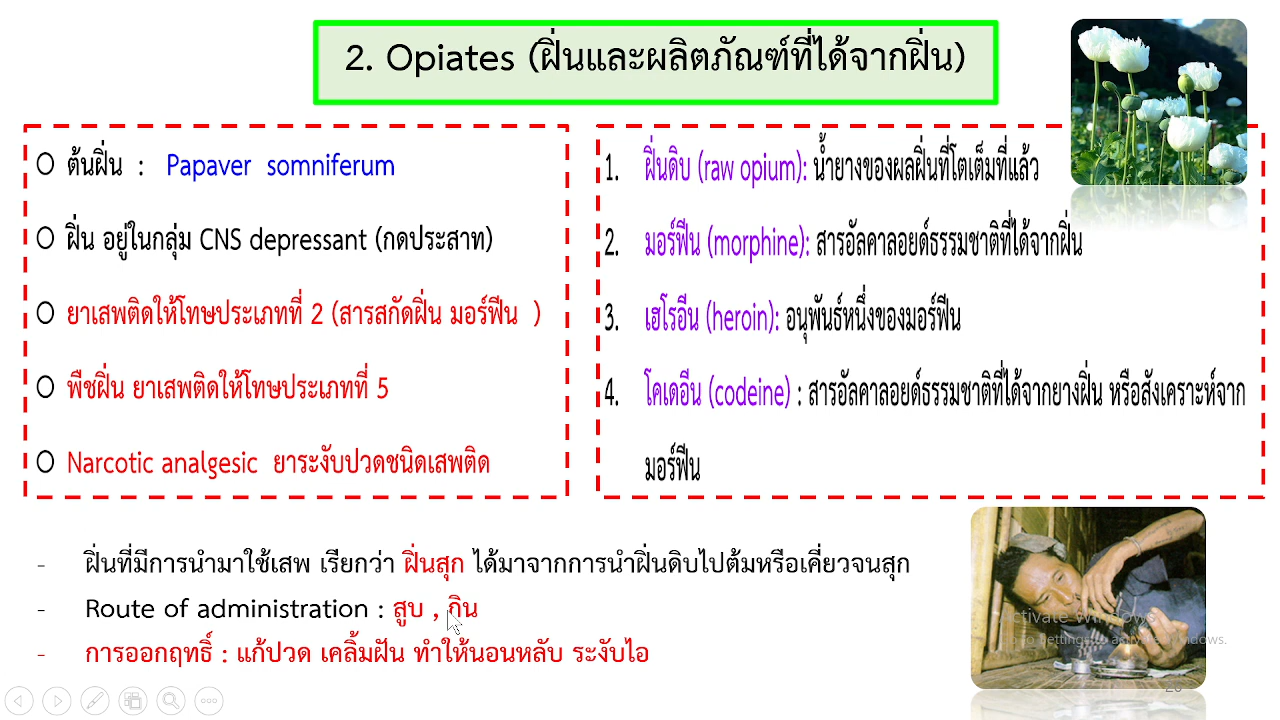 2. Opiates (ฝิ่นและผลิตภัณฑ์ที่ได้จากฝิ่น)
ต้นฝิ่น : Papaver somniferum
ฝิ่น อยู่ในกลุ่ม CNS depressant (กดประสาท)
ยาเสพติดให้โทษประเภทที่ 2 (สารสกัดฝิ่น มอร์ฟีน )
พืชฝิ่น ยาเสพติดให้โทษประเภทที่ 5
Narcotic analgesic ยาระงับปวดชนิดเสพติด
1. ฝิ่นดิบ (raw opium): น้ำยางของผลฝิ่นที่โตเต็มที่แล้ว
2. มอร์ฟีน (morphine): สารอัลคาลอยด์ธรรมชาติที่ได้จากฝิ่น
3. เฮโรอีน (heroin): อนุพันธ์หนึ่งของมอร์ฟีน
4. โคเดอีน (codeine) : สารอัลคาลอยด์ธรรมชาติที่ได้จากยางฝิ่น หรือสังเคราะห์จาก
มอร์ฟีน
- ฝิ่นที่มีการนำมาใช้เสพ เรียกว่า ฝิ่นสุก ได้มาจากการนำฝิ่นดิบไปต้มหรือเคี่ยวจนสุก
- Route of administration : สูบ , กิน
- การออกฤทธิ์ : แก้ปวด เคลิ้มฝัน ทำให้นอนหลับ ระงับไอ
Activate Windows
Go to Settings to activate Windows.